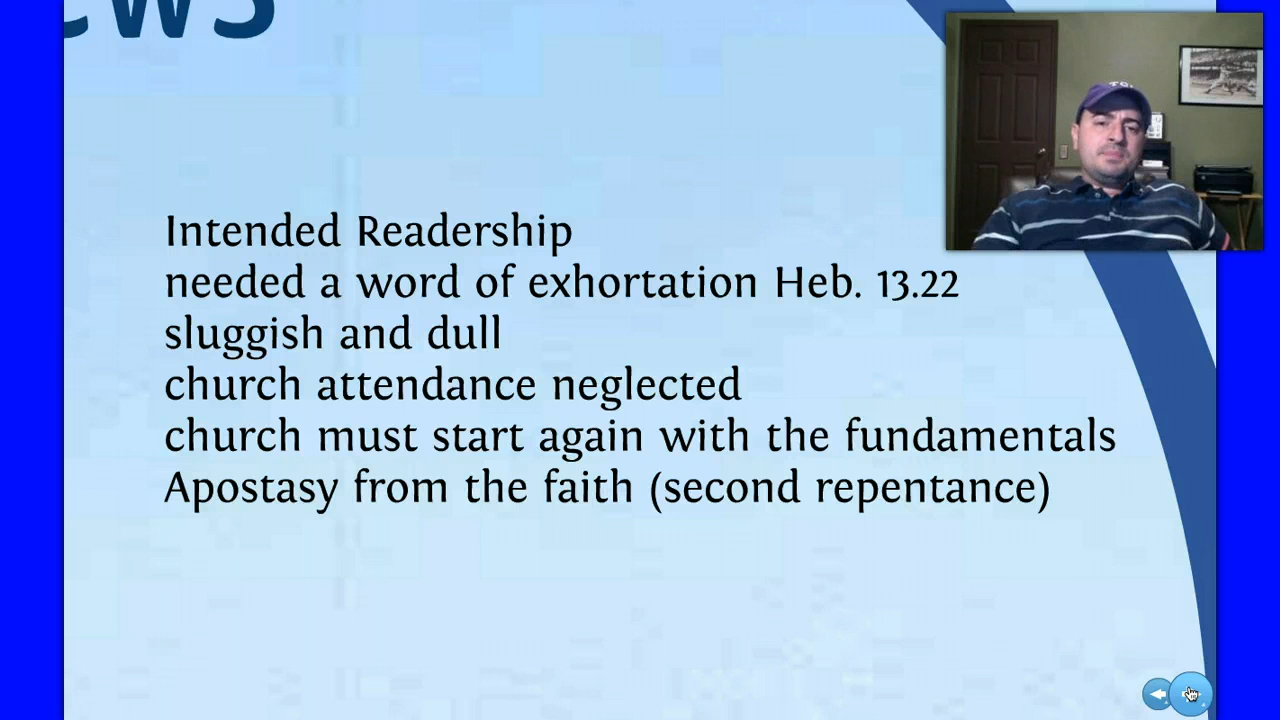 Intended Readership
needed a word of exhortation Heb. 13.22
sluggish and dull
church attendance neglected
church must start again with the fundamentals
Apostasy from the faith (second repentance)